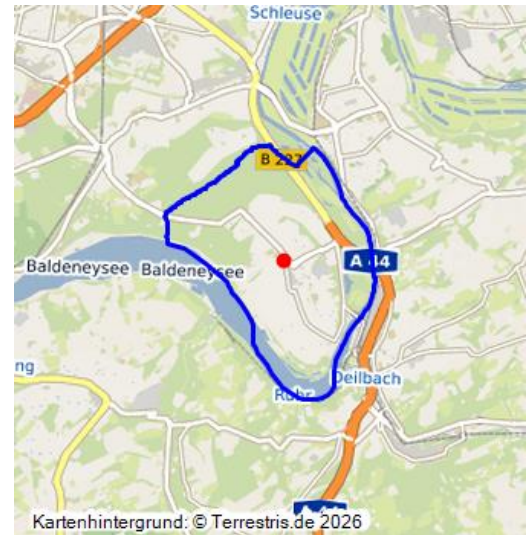 Schleuse
B 227
Baldeneysee Baldeneysee
A 44
ng
Deilbach
Ruhr
Kartenhintergrund: © Terrestris.de 2026